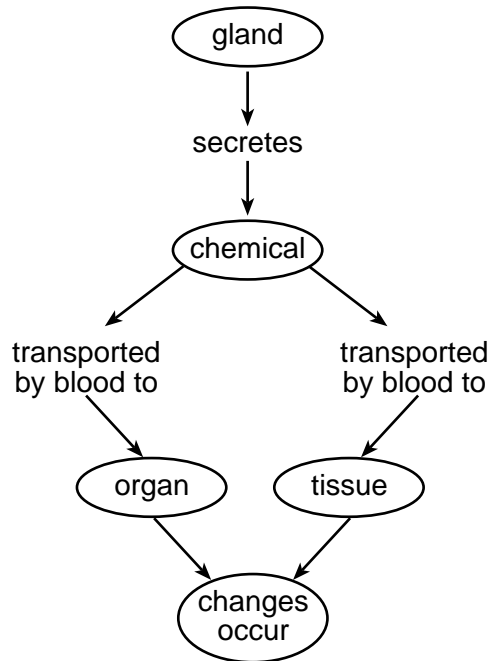 gland
secretes
chemical
transported
by blood to
transported
by blood to
organ
tissue
changes
occur